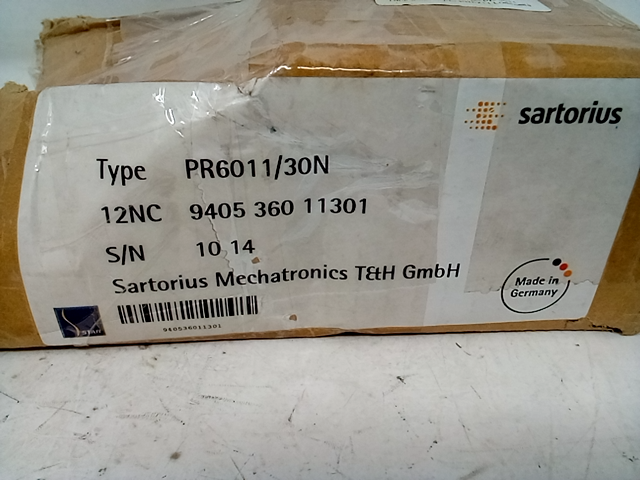 sartorius
Type PR6011/30N
12NC 9405 360 11301
S/N 10 14
Sartorius Mechatronics T&H GmbH
940536011301
Made in
Germany